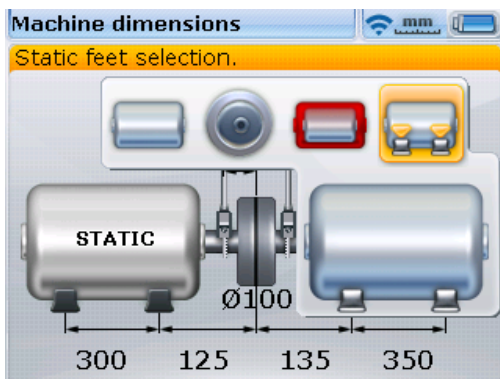 Machine dimensions mm
Static feet selection.
STATIC
Ø100
300 125 135 350